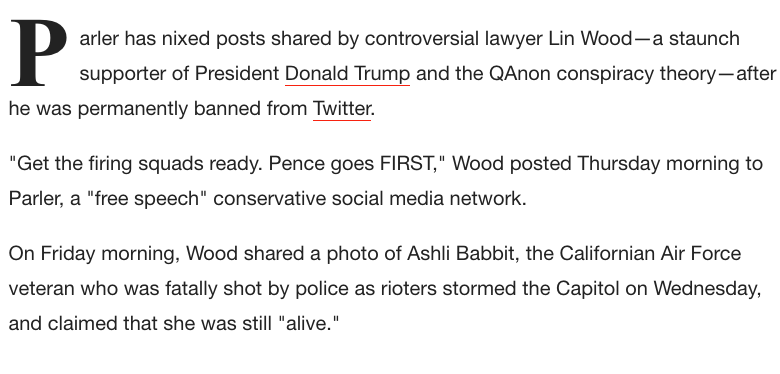 Parler has nixed posts shared by controversial lawyer Lin Wood—a staunch
supporter of President Donald Trump and the QAnon conspiracy theory—after
he was permanently banned from Twitter.
"Get the firing squads ready. Pence goes FIRST," Wood posted Thursday morning to
Parler, a "free speech" conservative social media network.
On Friday morning, Wood shared a photo of Ashli Babbit, the Californian Air Force
veteran who was fatally shot by police as rioters stormed the Capitol on Wednesday,
and claimed that she was still "alive."